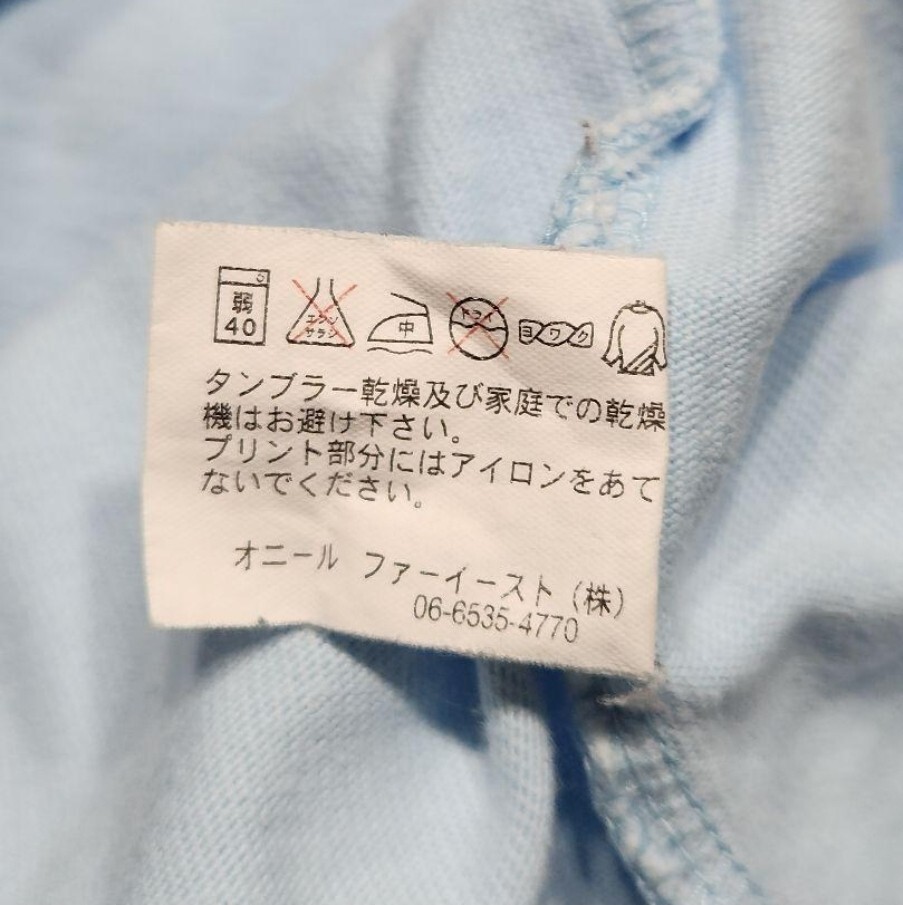 弱
40
エンソ
サラシ
中
ドライ
ヨワク
タンブラー乾燥及び家庭での乾燥
機はお避け下さい。
プリント部分にはアイロンをあて
ないでください。
オニール ファーイースト(株)
06-6535-4770